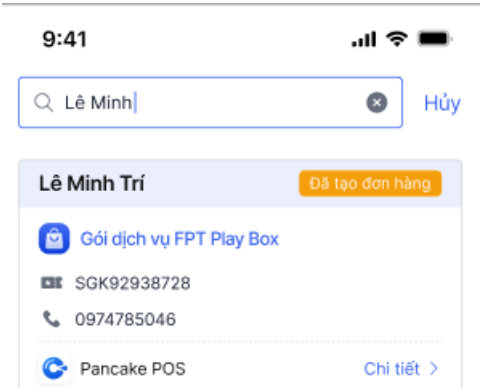 9:41
Lê Minh
Hủy
Lê Minh Trí
Đã tạo đơn hàng
Gói dịch vụ FPT Play Box
SGK92938728
0974785046
Pancake POS
Chi tiết